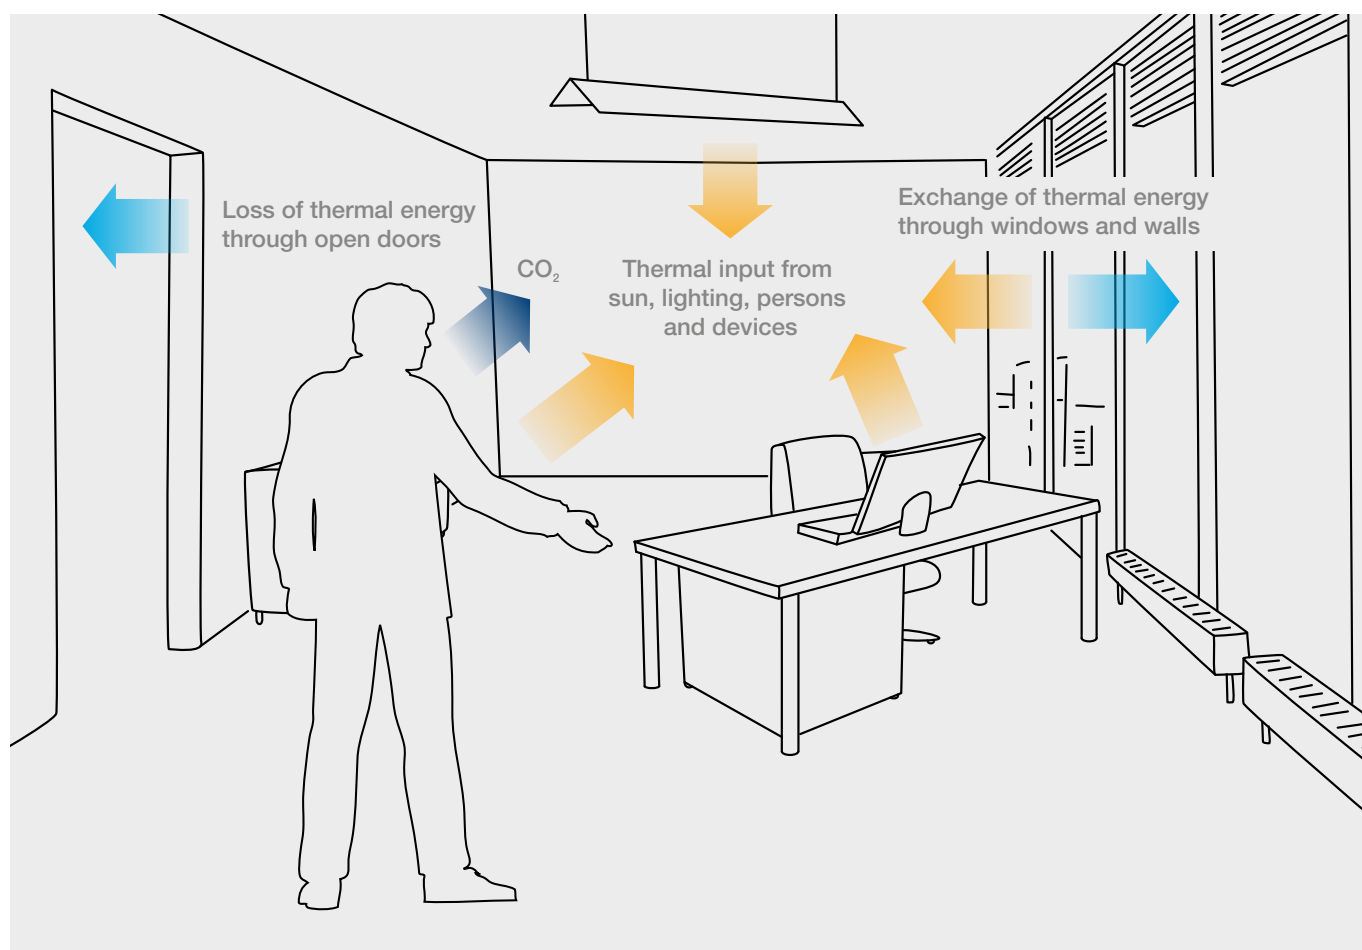 Loss of thermal energy
through open doors
CO₂
Thermal input from
sun, lighting, persons
and devices
Exchange of thermal energy
through windows and walls